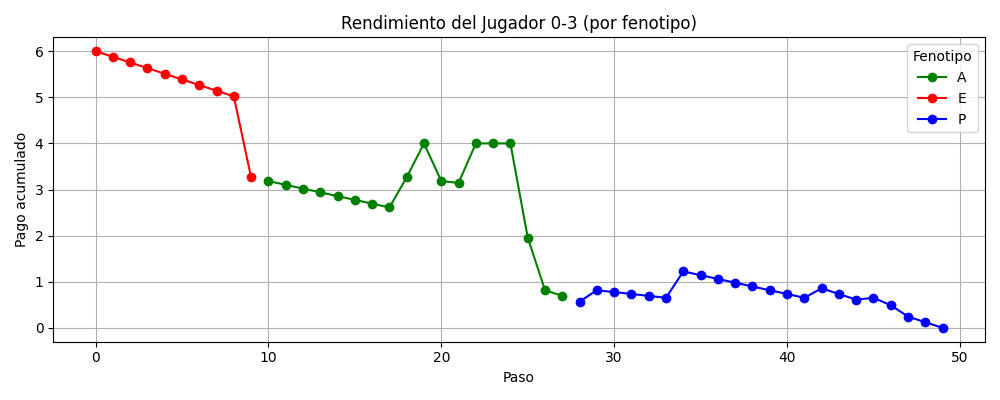 Rendimiento del Jugador 0-3 (por fenotipo)
Pago acumulado
6
5
4
3
2
1
0
Fenotipo
A
E
P
0 10 20 30 40 50
Paso